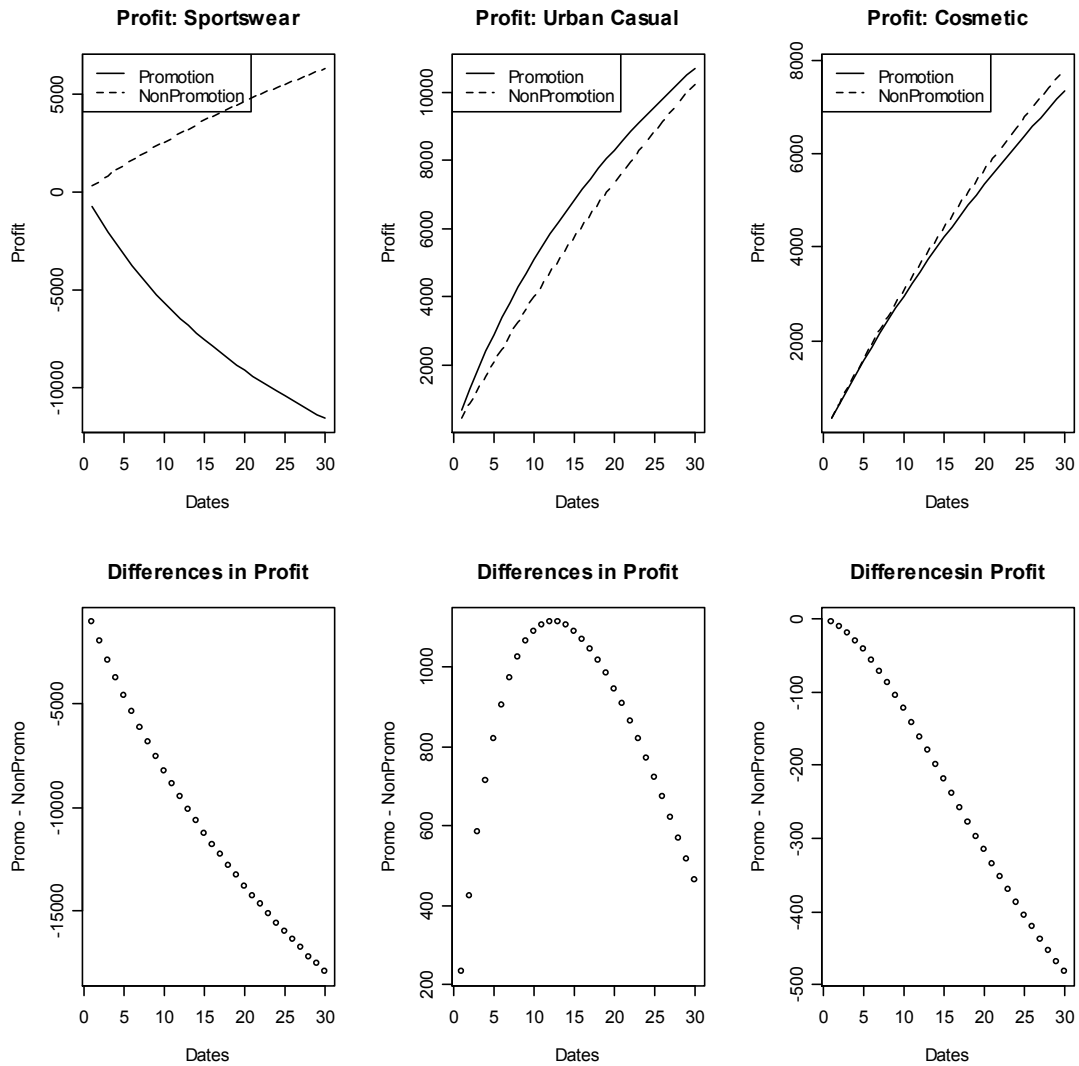 Profit: Sportswear
Promotion
NonPromotion
Profit
5000
0
-5000
-10000
0 5 10 15 20 25 30
Dates
Profit: Urban Casual
Promotion
NonPromotion
Profit
10000
8000
6000
4000
2000
0 5 10 15 20 25 30
Dates
Profit: Cosmetic
Promotion
NonPromotion
Profit
8000
6000
4000
2000
0 5 10 15 20 25 30
Dates
Differences in Profit
Promo - NonPromo
-5000
-10000
-15000
0 5 10 15 20 25 30
Dates
Differences in Profit
Promo - NonPromo
1000
800
600
400
200
0 5 10 15 20 25 30
Dates
Differencesin Profit
Promo - NonPromo
0
-100
-200
-300
-400
-500
0 5 10 15 20 25 30
Dates